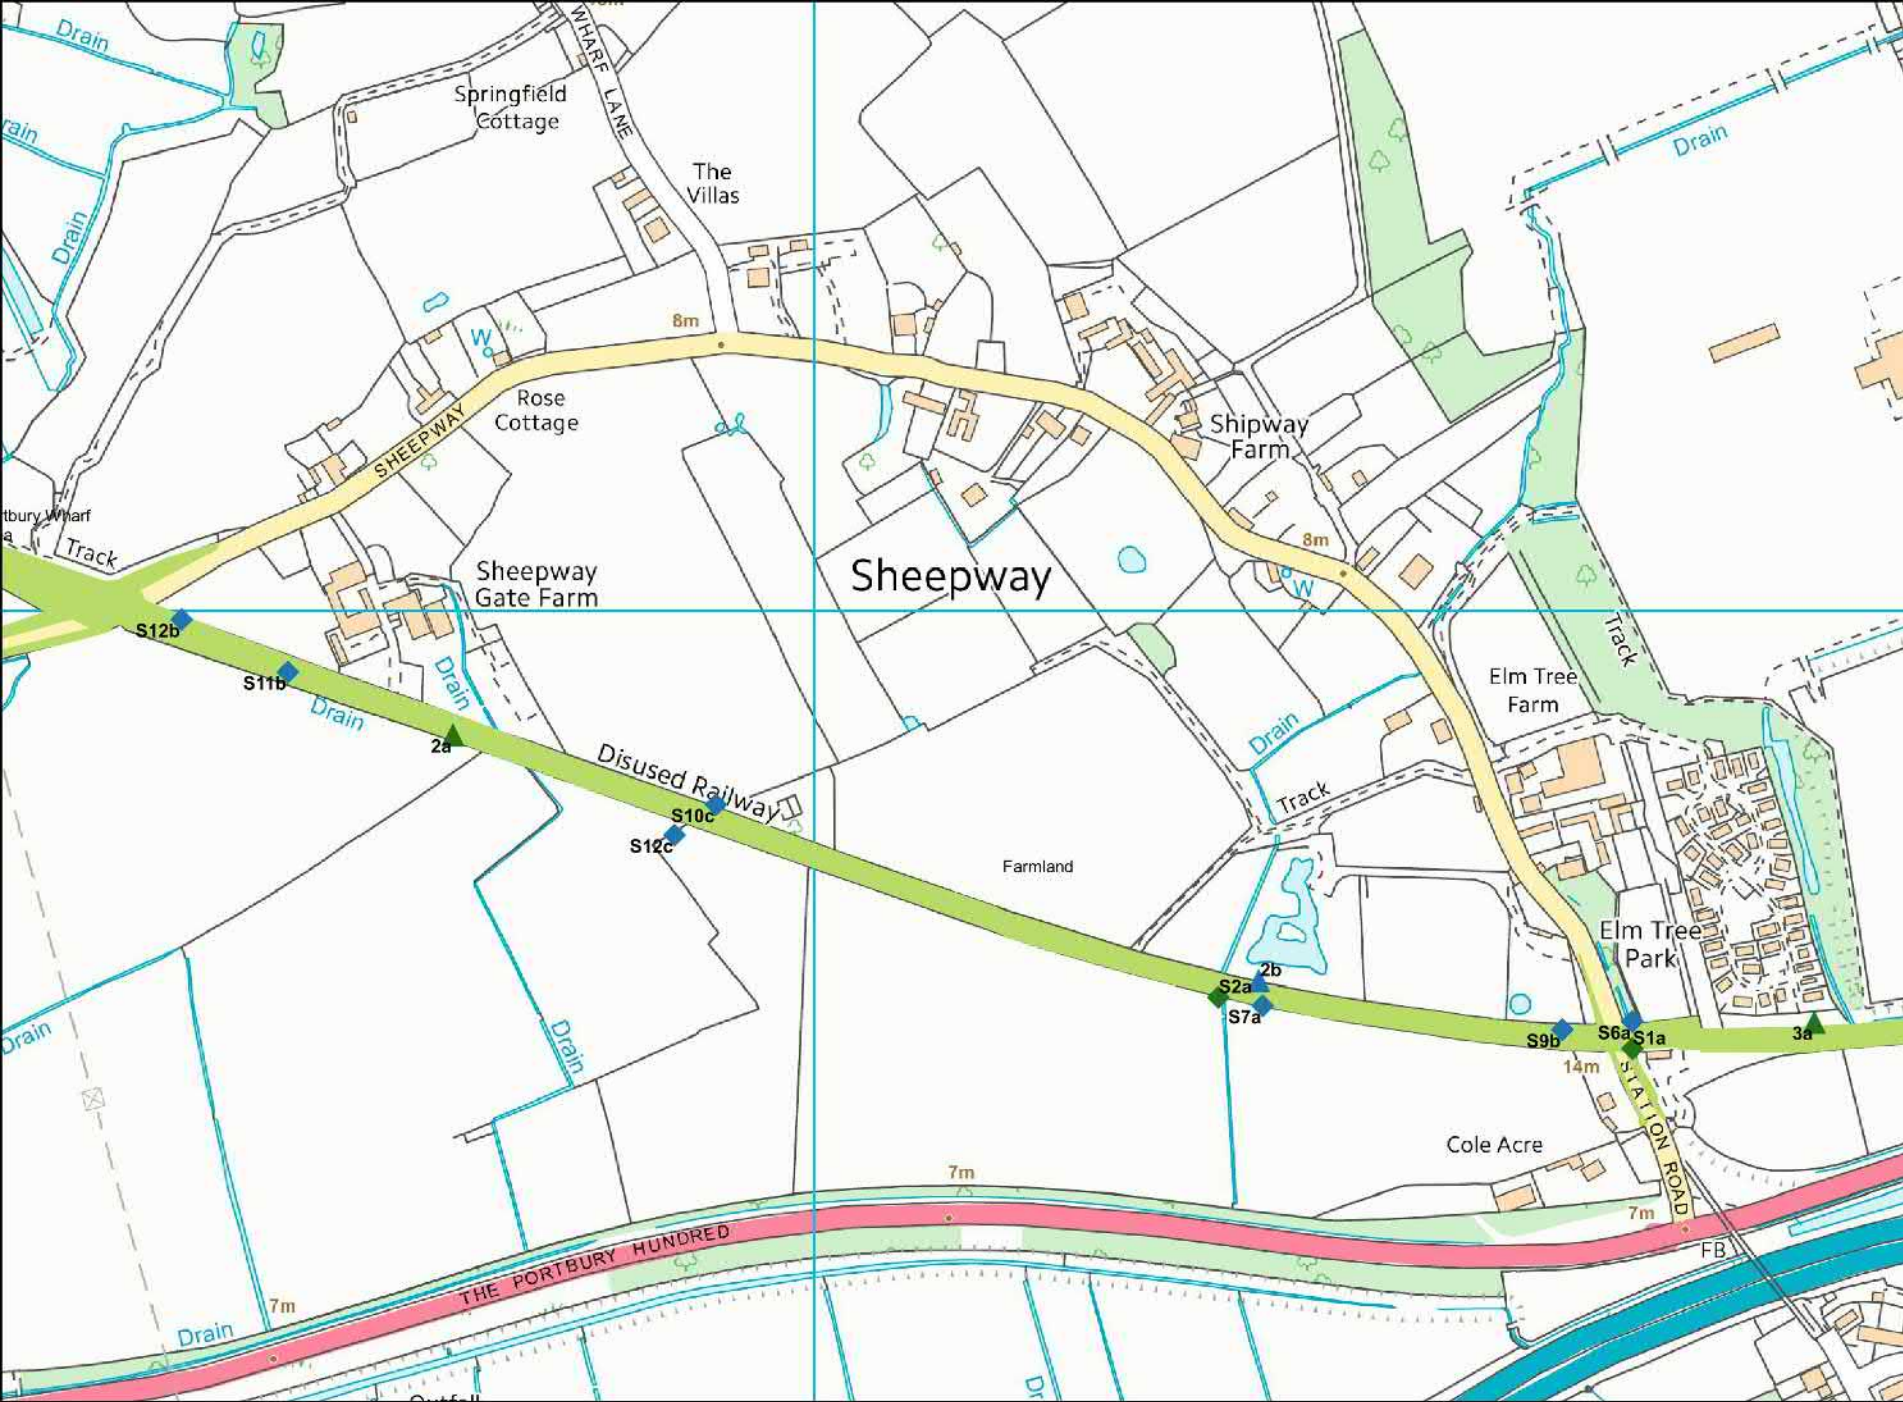 Drain
WHARF LANE
Springfield
Cottage
rain
Drain
The
Villas
Drain
8m
W
Rose
Cottage
SHEEPWAY
Shipway
Farm
tbury Wharf
a
Track
8m
W
Sheepway
Gate Farm
Sheepway
S12b
Track
S11b
Drain
Drain
Elm Tree
Farm
2a
Drain
Disused Railway
Track
S10c
S12c
Farmland
Elm Tree
Park
2b
S2a
S7a
Drain
Drain
S9b
S6a
S1a
3a
14m
STATION ROAD
Cole Acre
7m
7m
THE PORTBURY HUNDRED
FB
7m
Drain
Dr